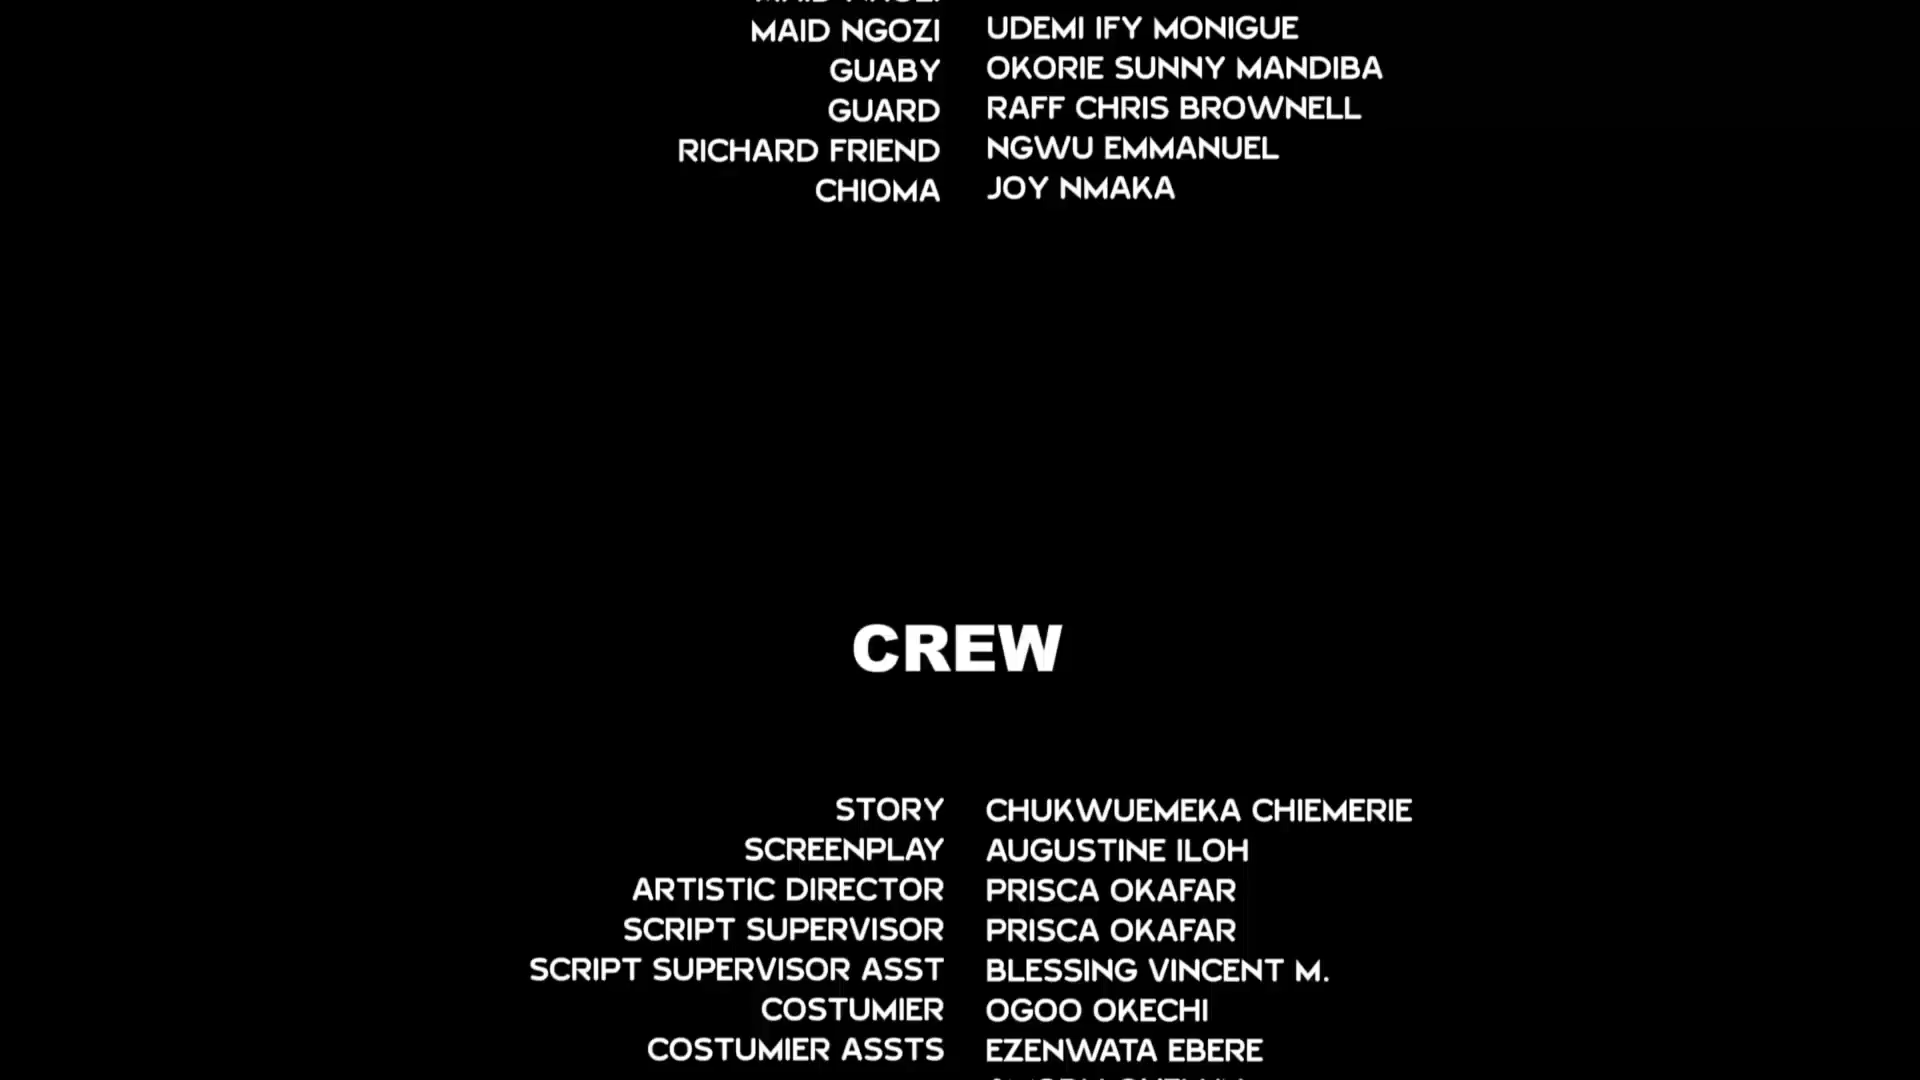 MAID NGOZI UDEMI IFY MONIGUE
GUABY OKORIE SUNNY MANDIBA
GUARD RAFF CHRIS BROWNELL
RICHARD FRIEND NGWU EMMANUEL
CHIOMA JOY NMAKA
CREW
STORY CHUKWUEMEKA CHIEMERIE
SCREENPLAY AUGUSTINE ILOH
ARTISTIC DIRECTOR PRISCA OKAFAR
SCRIPT SUPERVISOR PRISCA OKAFAR
SCRIPT SUPERVISOR ASST BLESSING VINCENT M.
COSTUMIER OGOO OKECHI
COSTUMIER ASSTS EZENWATA EBERE